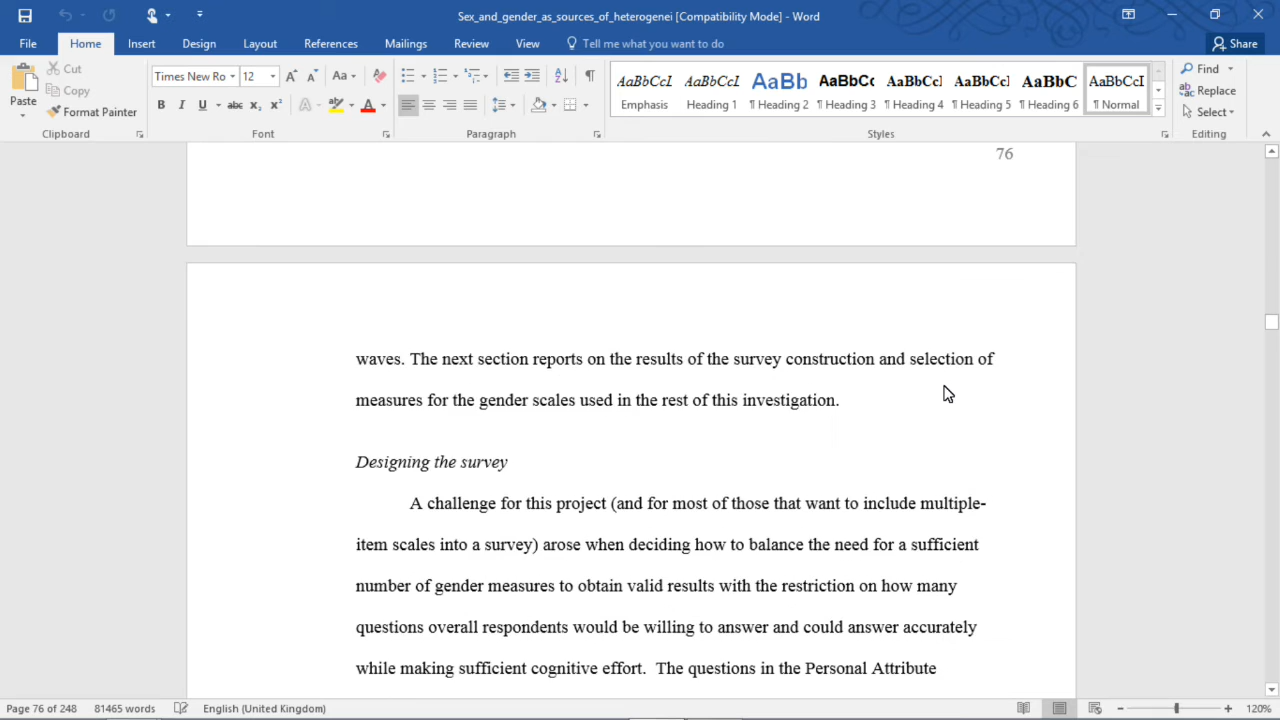 Sex_and_gender_as_sources_of_heterogenei [Compatibility Mode] - Word
File Home Insert Design Layout References Mailings Review View Tell me what you want to do Share
Paste Cut Copy Format Painter
Times New Ro 12 Aa
B I U abc X₂ X²
AaBbCcI AaBbCcI AaBb AaBbCc AaBbCcI AaBbCcI AaBbC AaBbCcI
Emphasis Heading 1 ¶ Heading 2 ¶ Heading 3 ¶ Heading 4 ¶ Heading 5 ¶ Heading 6 ¶ Normal
Find
Replace
Select
Clipboard Font Paragraph Styles Editing
76
waves. The next section reports on the results of the survey construction and selection of
measures for the gender scales used in the rest of this investigation.
Designing the survey
A challenge for this project (and for most of those that want to include multiple-
item scales into a survey) arose when deciding how to balance the need for a sufficient
number of gender measures to obtain valid results with the restriction on how many
questions overall respondents would be willing to answer and could answer accurately
while making sufficient cognitive effort.  The questions in the Personal Attribute
Page 76 of 248 81465 words English (United Kingdom) 120%